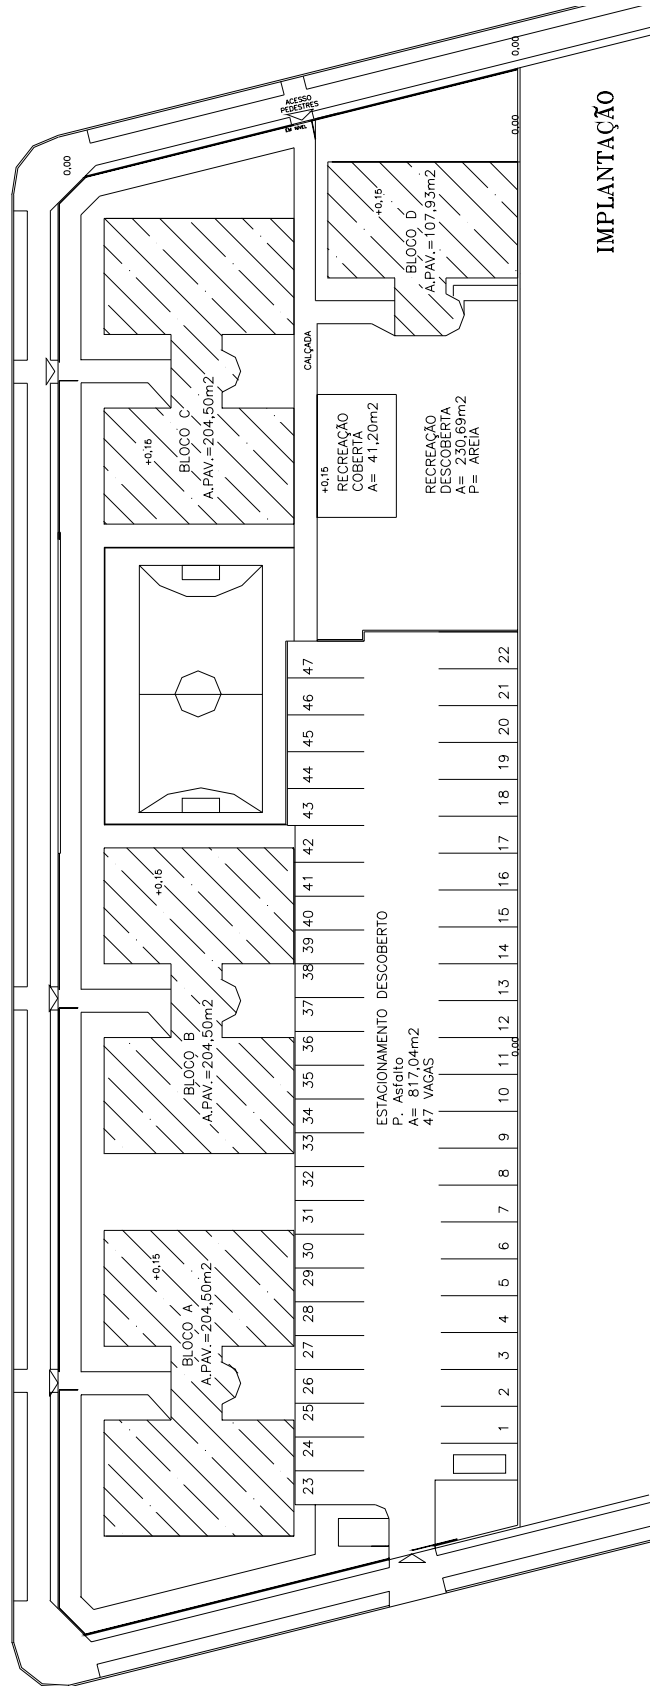 IMPLANTAÇÃO
0,00
0,00
0,00
ACESSO
PEDESTRES
EM NIVEL
+0,15
BLOCO D
A.PAV.=107,93m2
CALÇADA
+0,15
BLOCO C
A.PAV.=204,50m2
+0,15
RECREAÇÃO
COBERTA
A= 41,20m2
RECREAÇÃO
DESCOBERTA
A= 230,69m2
P= AREIA
+0,15
BLOCO B
A.PAV.=204,50m2
ESTACIONAMENTO DESCOBERTO
P. Asfalto
A= 817,04m2
47 VAGAS
0,00
+0,15
BLOCO A
A.PAV.=204,50m2
23 24 25 26 27 28 29 30 31 32 33 34 35 36 37 38 39 40 41 42 43 44 45 46 47
1 2 3 4 5 6 7 8 9 10 11 12 13 14 15 16 17 18 19 20 21 22